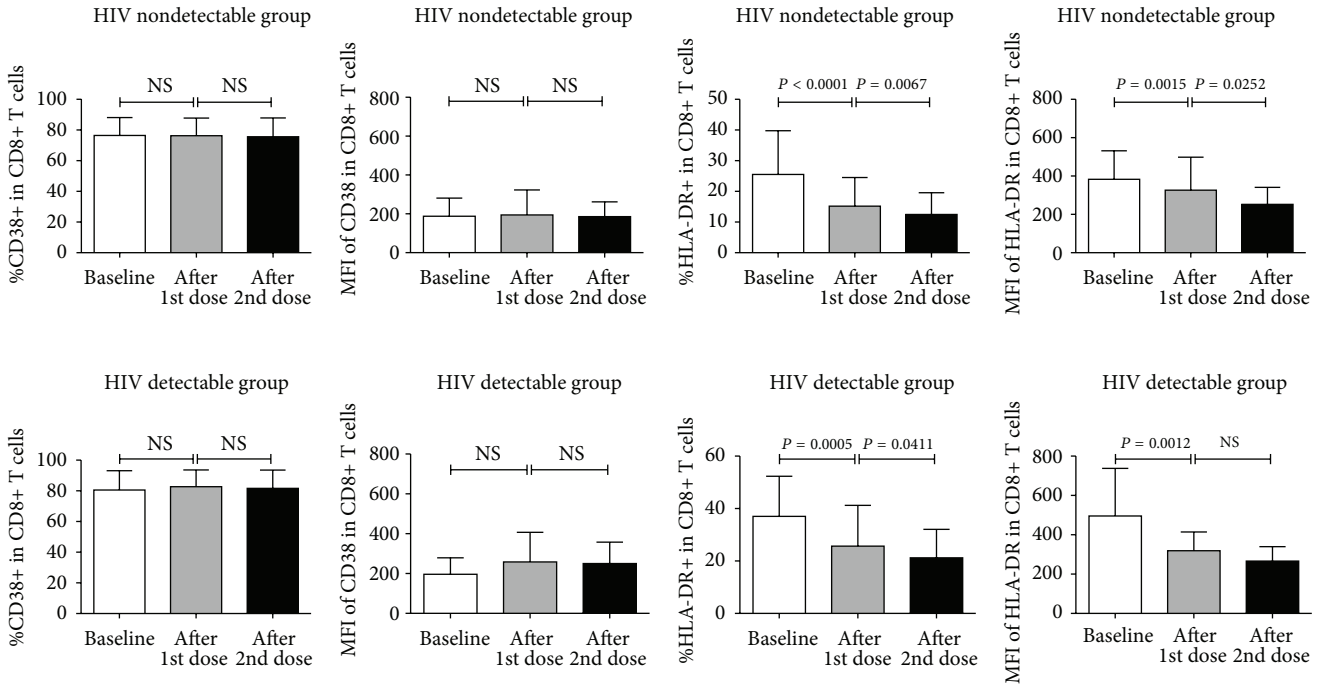 HIV nondetectable group
%CD38+ in CD8+ T cells
NS NS
100
80
60
40
20
0
Baseline After After
1st dose 2nd dose
HIV nondetectable group
MFI of CD38 in CD8+ T cells
NS NS
800
600
400
200
0
Baseline After After
1st dose 2nd dose
HIV nondetectable group
%HLA-DR+ in CD8+ T cells
P < 0.0001 P = 0.0067
50
40
30
20
10
0
Baseline After After
1st dose 2nd dose
HIV nondetectable group
MFI of HLA-DR in CD8+ T cells
P = 0.0015 P = 0.0252
800
600
400
200
0
Baseline After After
1st dose 2nd dose
HIV detectable group
%CD38+ in CD8+ T cells
NS NS
100
80
60
40
20
0
Baseline After After
1st dose 2nd dose
HIV detectable group
MFI of CD38 in CD8+ T cells
NS NS
800
600
400
200
0
Baseline After After
1st dose 2nd dose
HIV detectable group
%HLA-DR+ in CD8+ T cells
P = 0.0005 P = 0.0411
60
40
20
0
Baseline After After
1st dose 2nd dose
HIV detectable group
MFI of HLA-DR in CD8+ T cells
P = 0.0012 NS
800
600
400
200
0
Baseline After After
1st dose 2nd dose